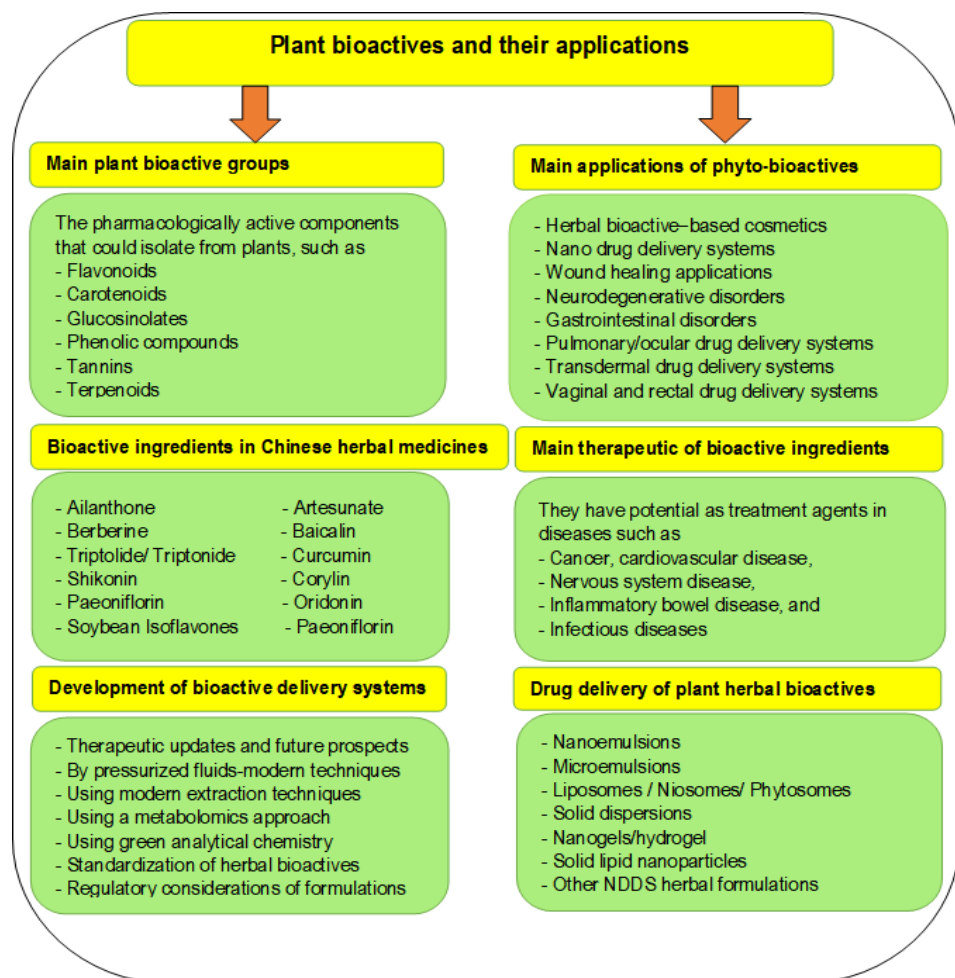 Plant bioactives and their applications
Main plant bioactive groups
The pharmacologically active components
that could isolate from plants, such as
- Flavonoids
- Carotenoids
- Glucosinolates
- Phenolic compounds
- Tannins
- Terpenoids
Main applications of phyto-bioactives
- Herbal bioactive–based cosmetics
- Nano drug delivery systems
- Wound healing applications
- Neurodegenerative disorders
- Gastrointestinal disorders
- Pulmonary/ocular drug delivery systems
- Transdermal drug delivery systems
- Vaginal and rectal drug delivery systems
Bioactive ingredients in Chinese herbal medicines
- Ailanthone
- Berberine
- Triptolide/ Triptonide
- Shikonin
- Paeoniflorin
- Soybean Isoflavones
- Artesunate
- Baicalin
- Curcumin
- Corylin
- Oridonin
- Paeoniflorin
Main therapeutic of bioactive ingredients
They have potential as treatment agents in
diseases such as
- Cancer, cardiovascular disease,
- Nervous system disease,
- Inflammatory bowel disease, and
- Infectious diseases
Development of bioactive delivery systems
- Therapeutic updates and future prospects
- By pressurized fluids-modern techniques
- Using modern extraction techniques
- Using a metabolomics approach
- Using green analytical chemistry
- Standardization of herbal bioactives
- Regulatory considerations of formulations
Drug delivery of plant herbal bioactives
- Nanoemulsions
- Microemulsions
- Liposomes / Niosomes/ Phytosomes
- Solid dispersions
- Nanogels/hydrogel
- Solid lipid nanoparticles
- Other NDDS herbal formulations